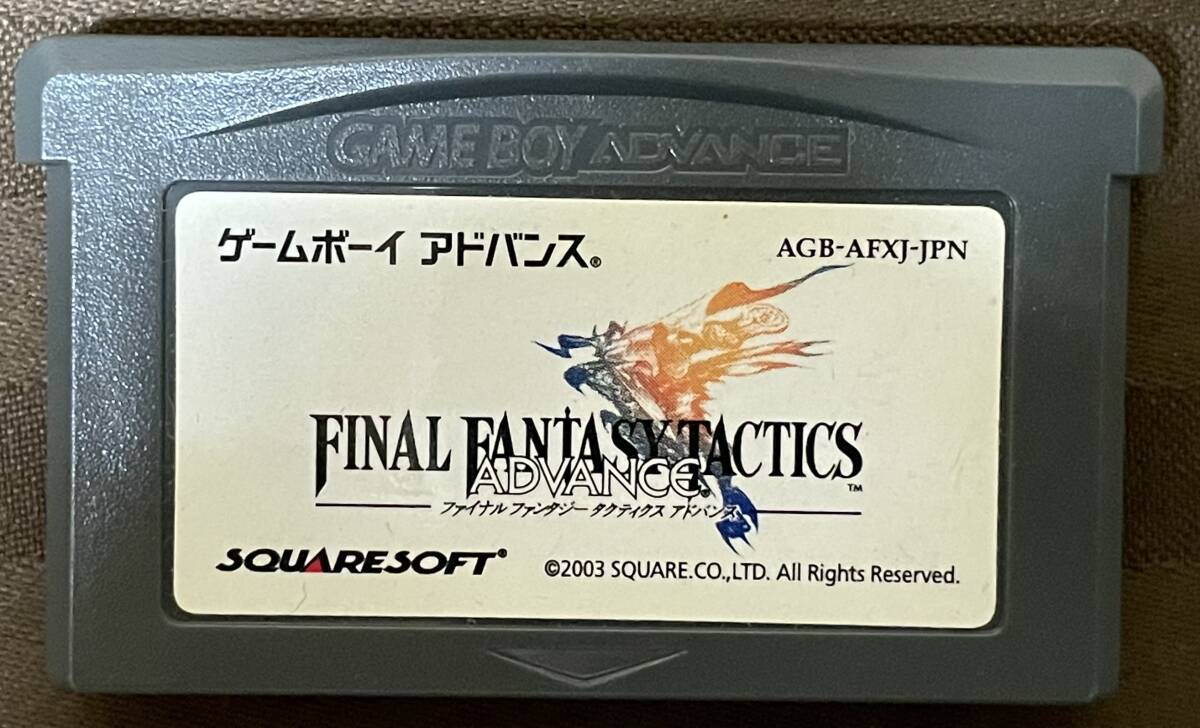 GAME BOY ADVANCE
ゲームボーイ アドバンス®
AGB-AFXJ-JPN
FINAL FANTASY TACTICS™
ADVANCE®
ファイナルファンタジータクティクス アドバンス
SQUARESOFT®
©2003 SQUARE.CO.,LTD. All Rights Reserved.